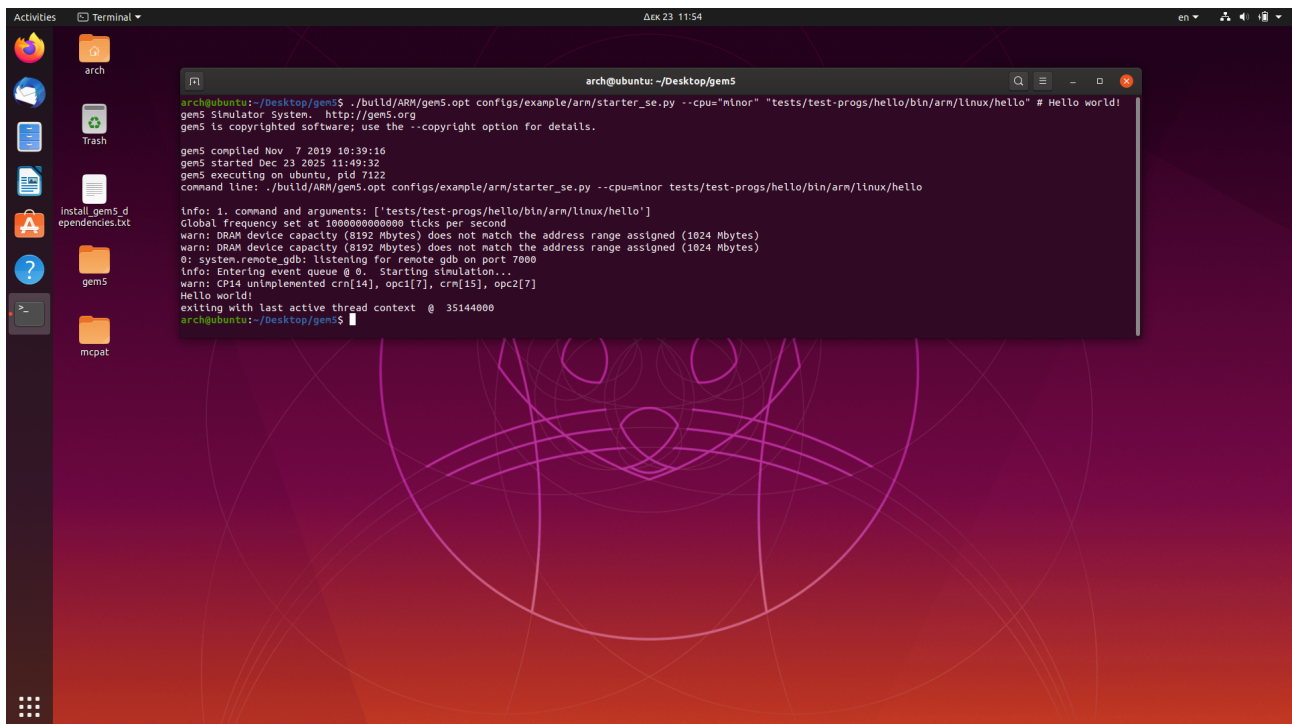 Activities Terminal Δεκ 23 11:54 en
arch
Trash
install_gem5_d
ependencies.txt
gem5
mcpat
arch@ubuntu: ~/Desktop/gem5
arch@ubuntu:~/Desktop/gem5$ ./build/ARM/gem5.opt configs/example/arm/starter_se.py --cpu="minor" "tests/test-progs/hello/bin/arm/linux/hello" # Hello world!
gem5 Simulator System.  http://gem5.org
gem5 is copyrighted software; use the --copyright option for details.
gem5 compiled Nov  7 2019 10:39:16
gem5 started Dec 23 2025 11:49:32
gem5 executing on ubuntu, pid 7122
command line: ./build/ARM/gem5.opt configs/example/arm/starter_se.py --cpu=minor tests/test-progs/hello/bin/arm/linux/hello
info: 1. command and arguments: ['tests/test-progs/hello/bin/arm/linux/hello']
Global frequency set at 1000000000000 ticks per second
warn: DRAM device capacity (8192 Mbytes) does not match the address range assigned (1024 Mbytes)
warn: DRAM device capacity (8192 Mbytes) does not match the address range assigned (1024 Mbytes)
0: system.remote_gdb: listening for remote gdb on port 7000
info: Entering event queue @ 0.  Starting simulation...
warn: CP14 unimplemented crn[14], opc1[7], crm[15], opc2[7]
Hello world!
exiting with last active thread context  @  35144000
arch@ubuntu:~/Desktop/gem5$